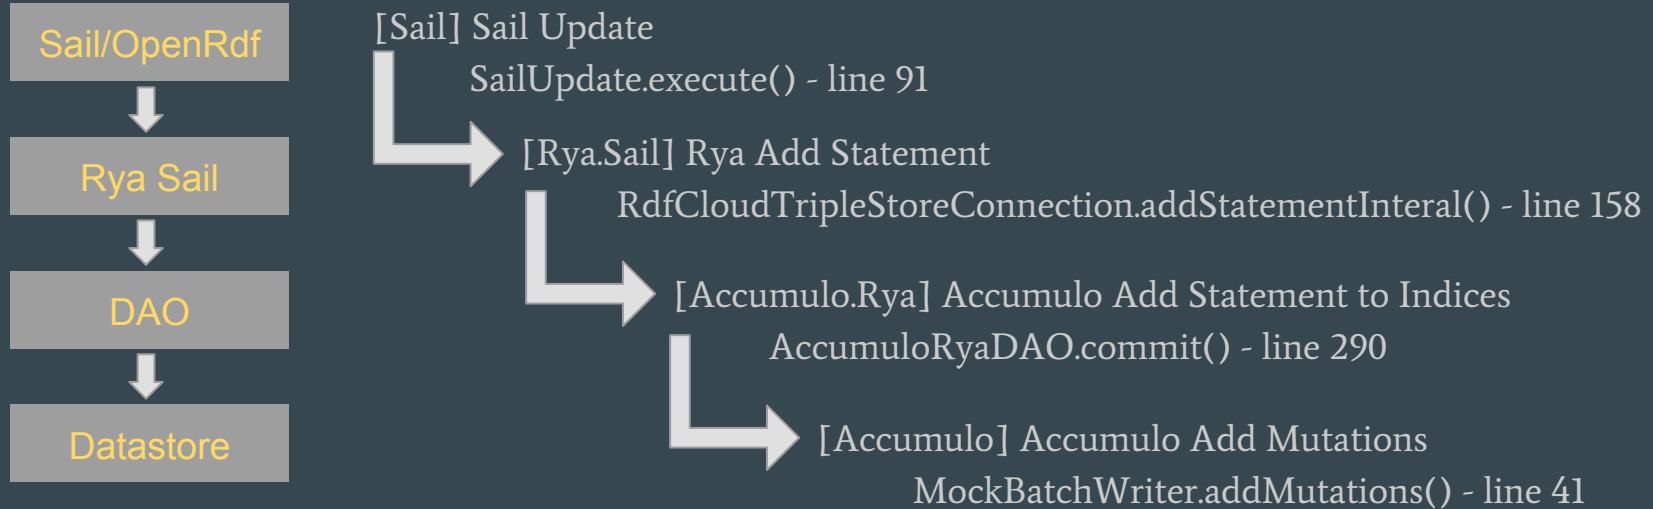 Sail/OpenRdf
Rya Sail
DAO
Datastore
[Sail] Sail Update
SailUpdate.execute() - line 91
[Rya.Sail] Rya Add Statement
RdfCloudTripleStoreConnection.addStatementInteral() - line 158
[Accumulo.Rya] Accumulo Add Statement to Indices
AccumuloRyaDAO.commit() - line 290
[Accumulo] Accumulo Add Mutations
MockBatchWriter.addMutations() - line 41